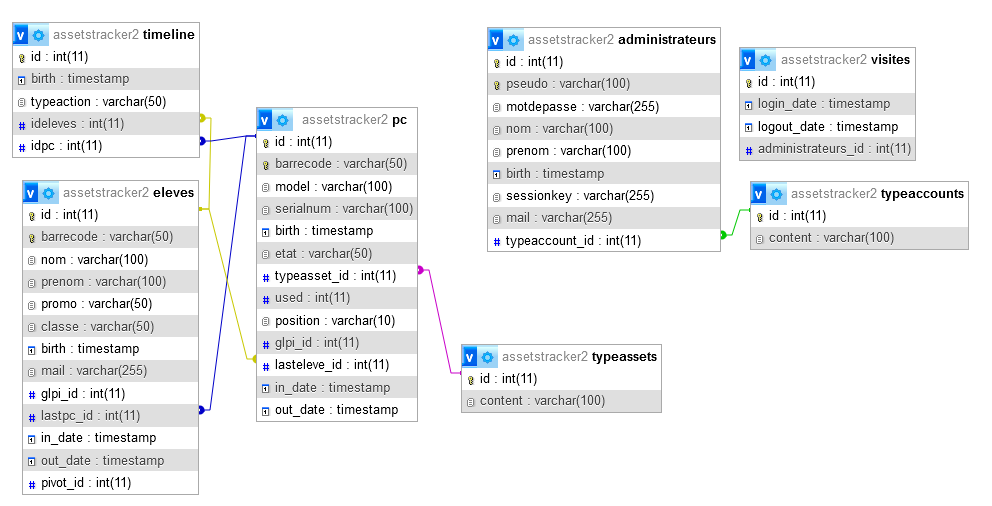 v assetstracker2 timeline
id : int(11)
birth : timestamp
typeaction : varchar(50)
# ideleves : int(11)
# idpc : int(11)
v assetstracker2 eleves
id : int(11)
barrecode : varchar(50)
nom : varchar(100)
prenom : varchar(100)
promo : varchar(50)
classe : varchar(50)
birth : timestamp
mail : varchar(255)
# glpi_id : int(11)
# lastpc_id : int(11)
in_date : timestamp
out_date : timestamp
# pivot_id : int(11)
v assetstracker2 pc
id : int(11)
barrecode : varchar(50)
model : varchar(100)
serialnum : varchar(100)
birth : timestamp
etat : varchar(50)
# typeasset_id : int(11)
# used : int(11)
position : varchar(10)
# glpi_id : int(11)
# lasteleve_id : int(11)
in_date : timestamp
out_date : timestamp
v assetstracker2 administrateurs
id : int(11)
pseudo : varchar(100)
motdepasse : varchar(255)
nom : varchar(100)
prenom : varchar(100)
birth : timestamp
sessionkey : varchar(255)
mail : varchar(255)
# typeaccount_id : int(11)
v assetstracker2 visites
id : int(11)
login_date : timestamp
logout_date : timestamp
# administrateurs_id : int(11)
v assetstracker2 typeaccounts
id : int(11)
content : varchar(100)
v assetstracker2 typeassets
id : int(11)
content : varchar(100)